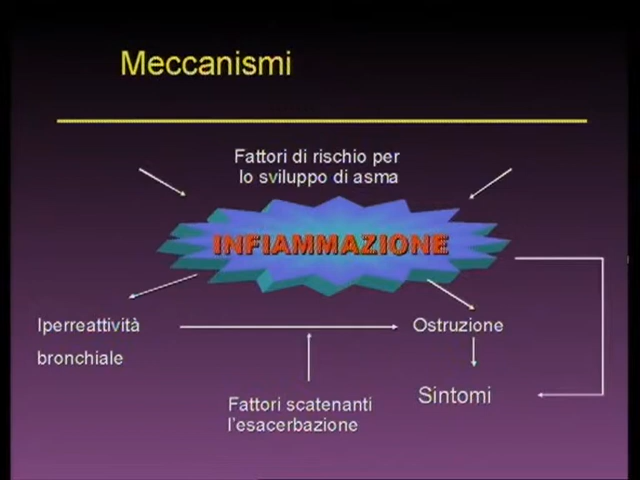 Meccanismi
Fattori di rischio per
lo sviluppo di asma
INFIAMMAZIONE
Iperreattività
bronchiale
Ostruzione
Sintomi
Fattori scatenanti
l'esacerbazione